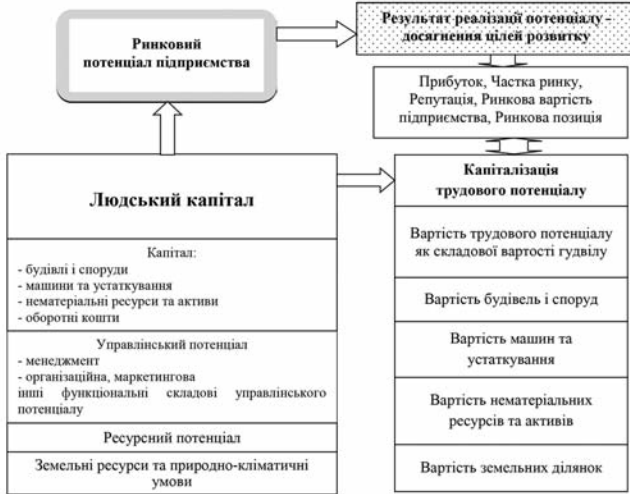 Ринковий
потенціал підприємства
Результат реалізації потенціалу -
досягнення цілей розвитку
Прибуток, Частка ринку,
Репутація, Ринкова вартість
підприємства, Ринкова позиція
Людський капітал
Капітал:
- будівлі і споруди
- машини та устаткування
- нематеріальні ресурси та активи
- оборотні кошти
Управлінський потенціал
- менеджмент
- організаційна, маркетингова
інші функціональні складові управлінського
потенціалу
Ресурсний потенціал
Земельні ресурси та природно-кліматичні
умови
Капіталізація
трудового потенціалу
Вартість трудового потенціалу
як складової вартості гудвілу
Вартість будівель і споруд
Вартість машин та
устаткування
Вартість нематеріальних
ресурсів та активів
Вартість земельних ділянок